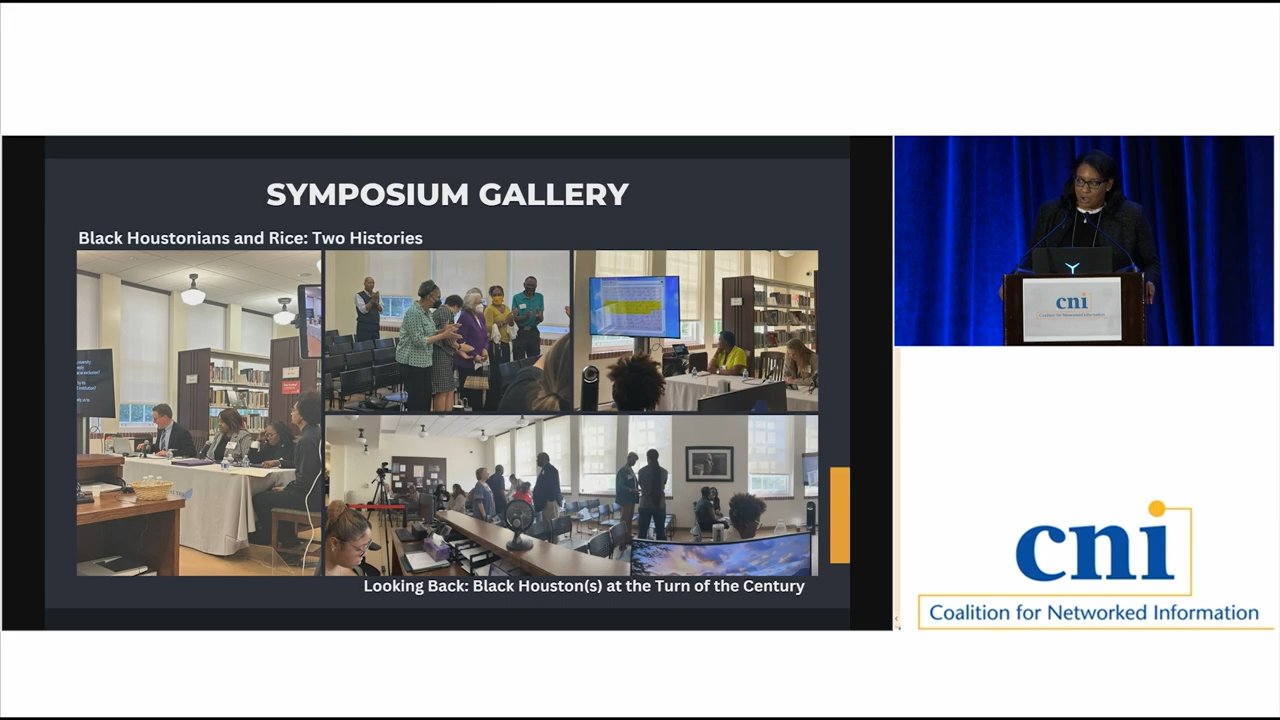 SYMPOSIUM GALLERY
Black Houstonians and Rice: Two Histories
Looking Back: Black Houston(s) at the Turn of the Century
cni
Coalition for Networked Information
cni
Coalition for Networked Information